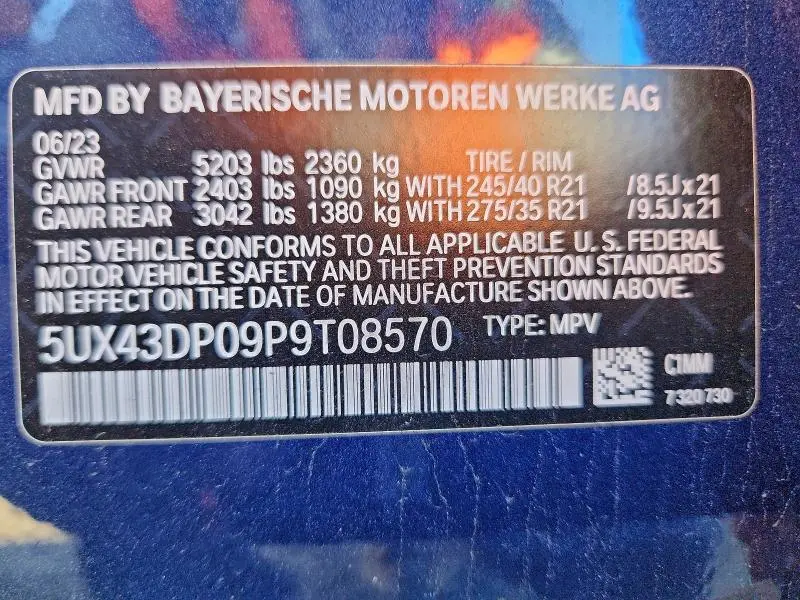 MFD BY BAYERISCHE MOTOREN WERKE AG
06/23
GVWR 5203 lbs 2360 kg TIRE / RIM
GAWR FRONT 2403 lbs 1090 kg WITH 245/40 R21 /8.5J x 21
GAWR REAR 3042 lbs 1380 kg WITH 275/35 R21 /9.5J x 21
THIS VEHICLE CONFORMS TO ALL APPLICABLE U. S. FEDERAL
MOTOR VEHICLE SAFETY AND THEFT PREVENTION STANDARDS
IN EFFECT ON THE DATE OF MANUFACTURE SHOWN ABOVE.
5UX43DP09P9T08570 TYPE: MPV
C1MM
7 320 730